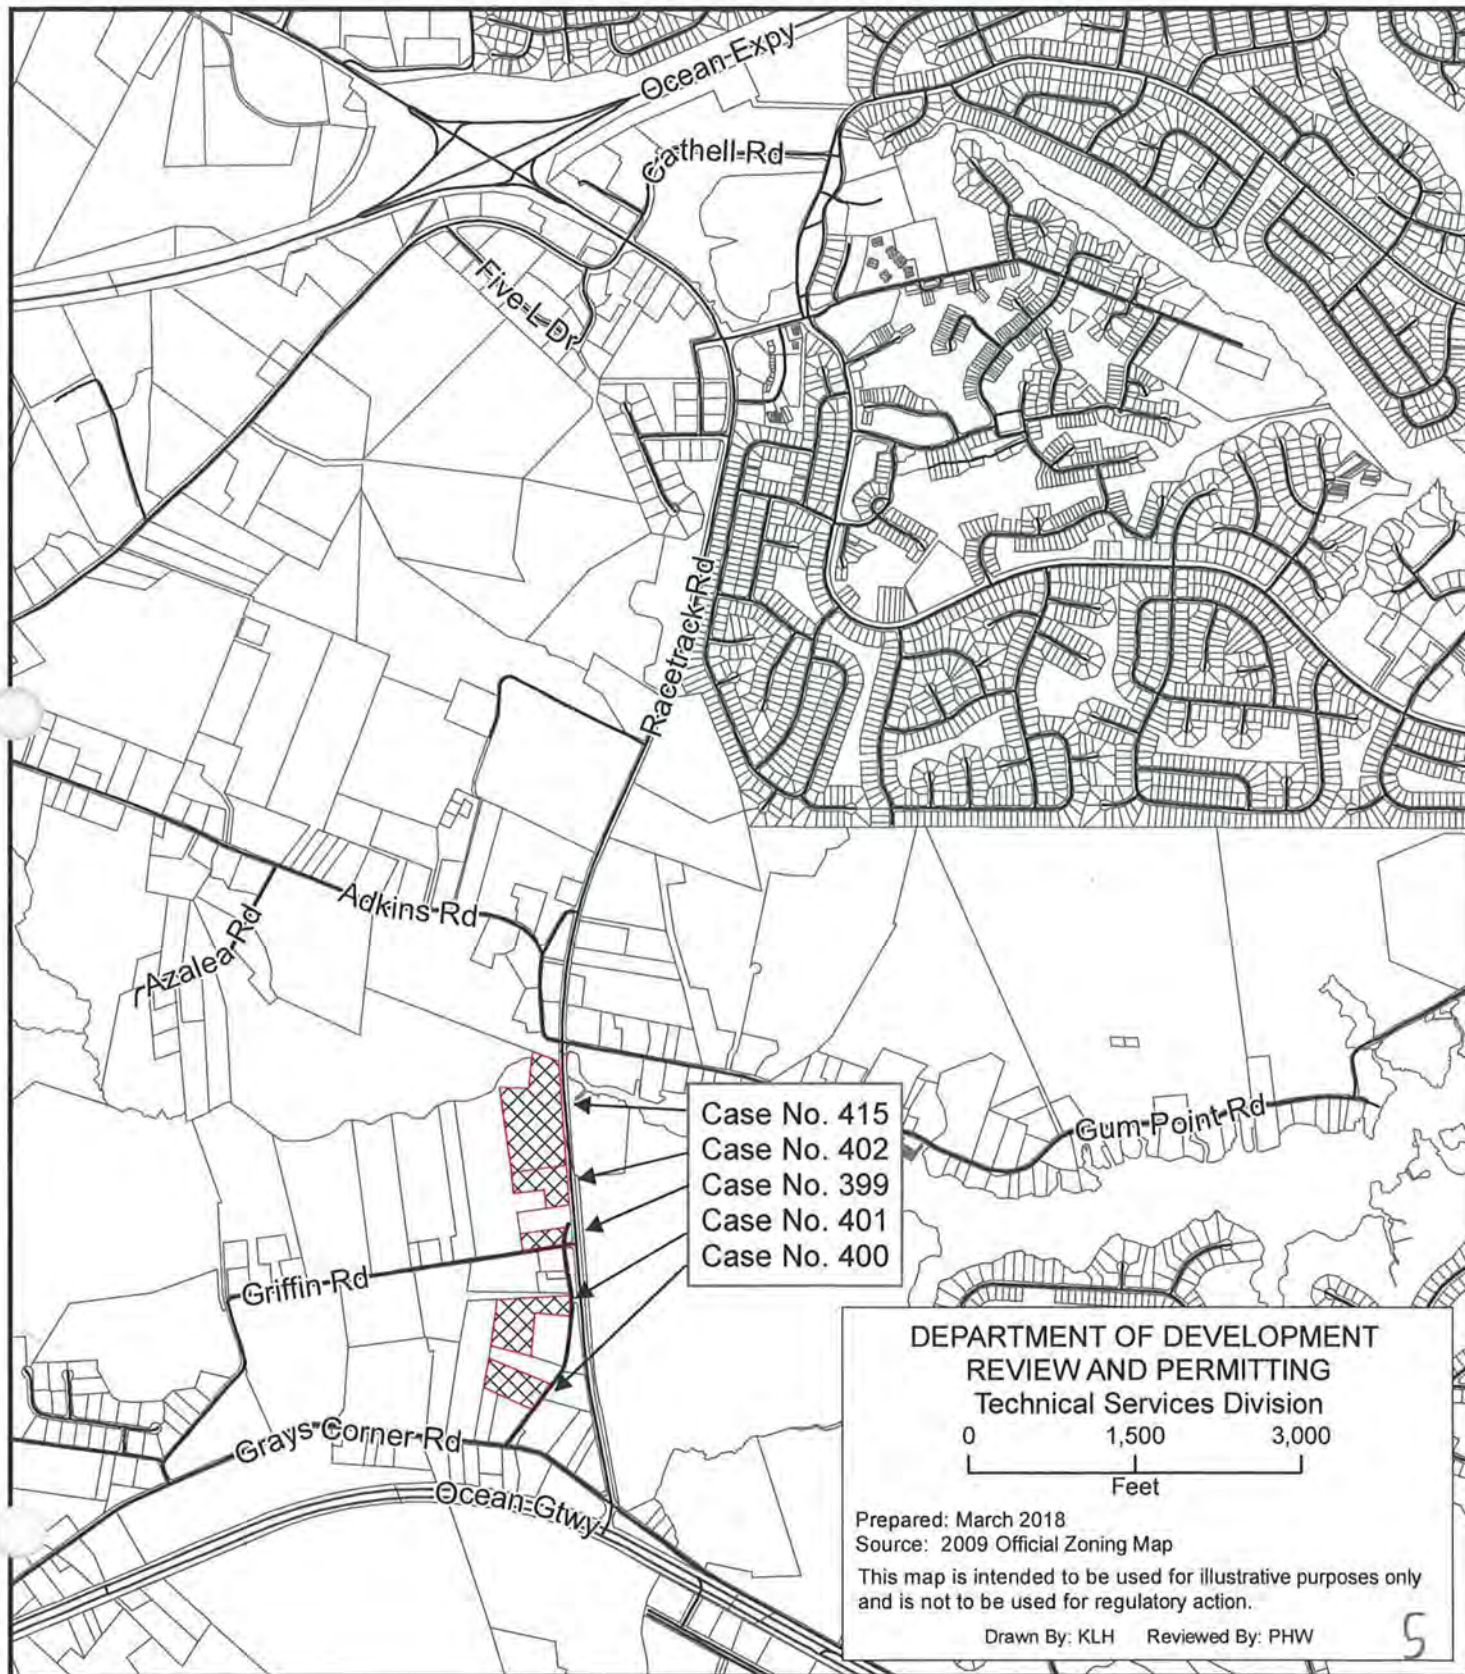 Ocean Expy
Cathell Rd
Five L Dr
Racetrack Rd
Adkins Rd
Azalea Rd
Case No. 415
Case No. 402
Case No. 399
Case No. 401
Case No. 400
Gum Point Rd
Griffin Rd
Grays Corner Rd
Ocean Gtwy
DEPARTMENT OF DEVELOPMENT
REVIEW AND PERMITTING
Technical Services Division
0 1,500 3,000
Feet
Prepared: March 2018
Source: 2009 Official Zoning Map
This map is intended to be used for illustrative purposes only
and is not to be used for regulatory action.
Drawn By: KLH Reviewed By: PHW
5